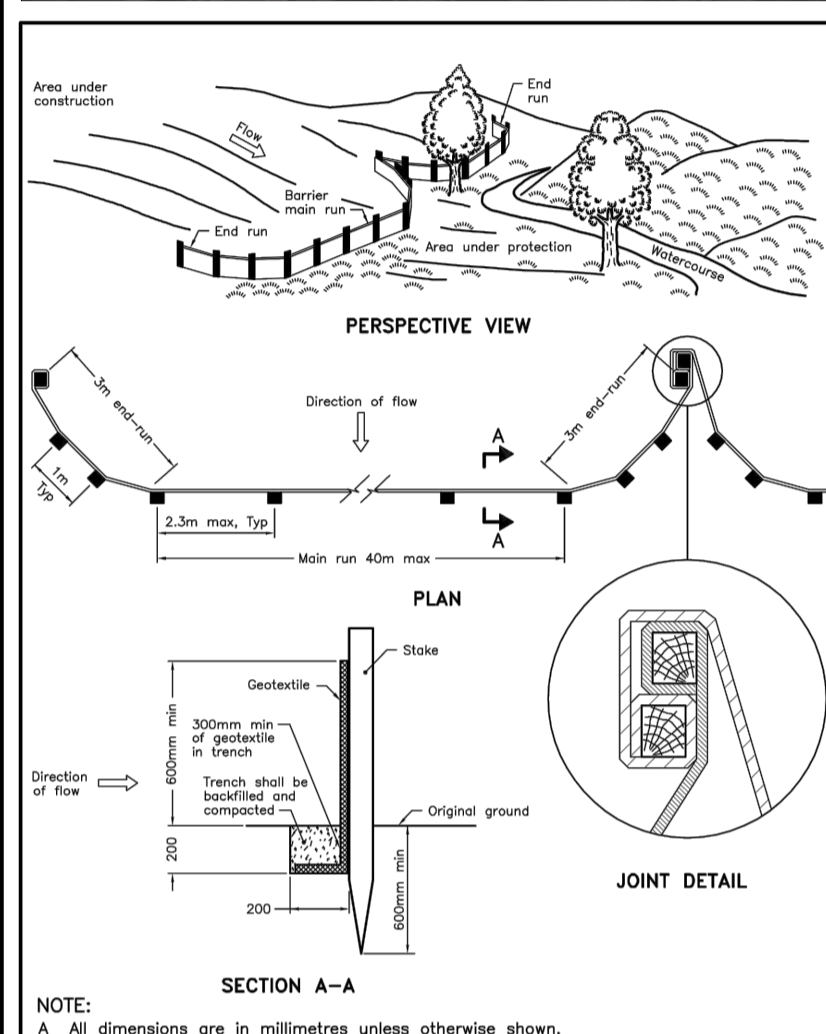 Area under
construction
Flow
End
run
Barrier
main run
End run
Area under protection
Watercourse
PERSPECTIVE VIEW
3m end-run
Direction of flow
3m end-run
A
1m
Typ
2.3m max, Typ
A
Main run 40m max
PLAN
Stake
Geotextile
600mm min
300mm min
of geotextile
in trench
Direction
of flow
Trench shall be
backfilled and
compacted
Original ground
200
200
600mm min
JOINT DETAIL
SECTION A-A
NOTE:
A All dimensions are in millimetres unless otherwise shown.